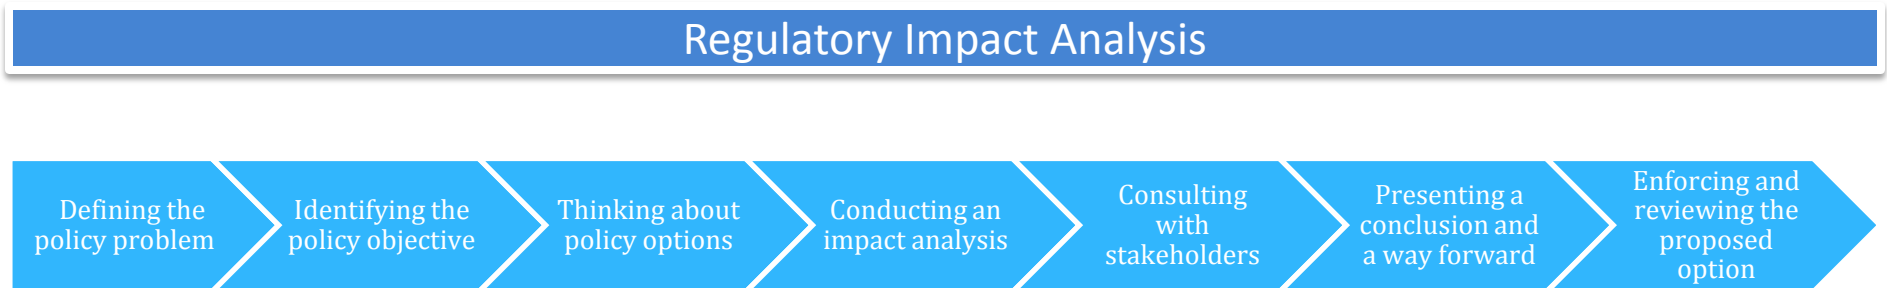 Regulatory Impact Analysis
Defining the
policy problem
Identifying the
policy objective
Thinking about
policy options
Conducting an
impact analysis
Consulting
with
stakeholders
Presenting a
conclusion and
a way forward
Enforcing and
reviewing the
proposed
option